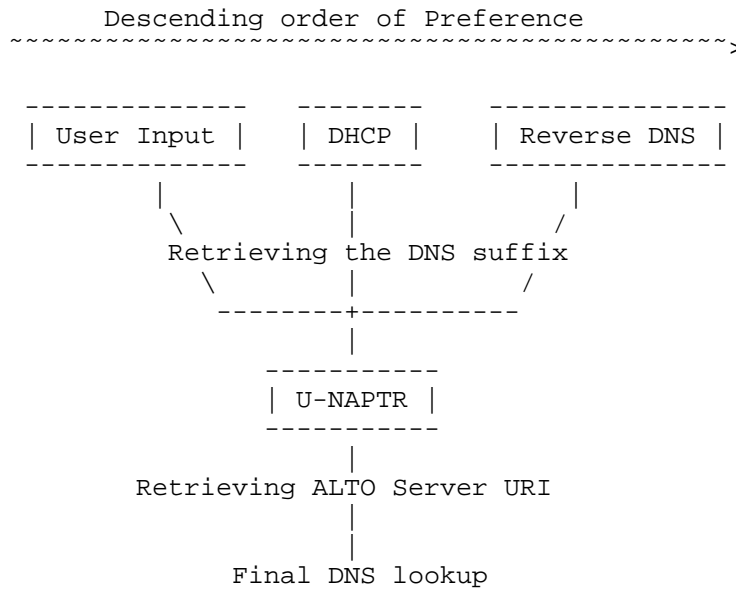 Descending order of Preference
User Input DHCP Reverse DNS
Retrieving the DNS suffix
U-NAPTR
Retrieving ALTO Server URI
Final DNS lookup